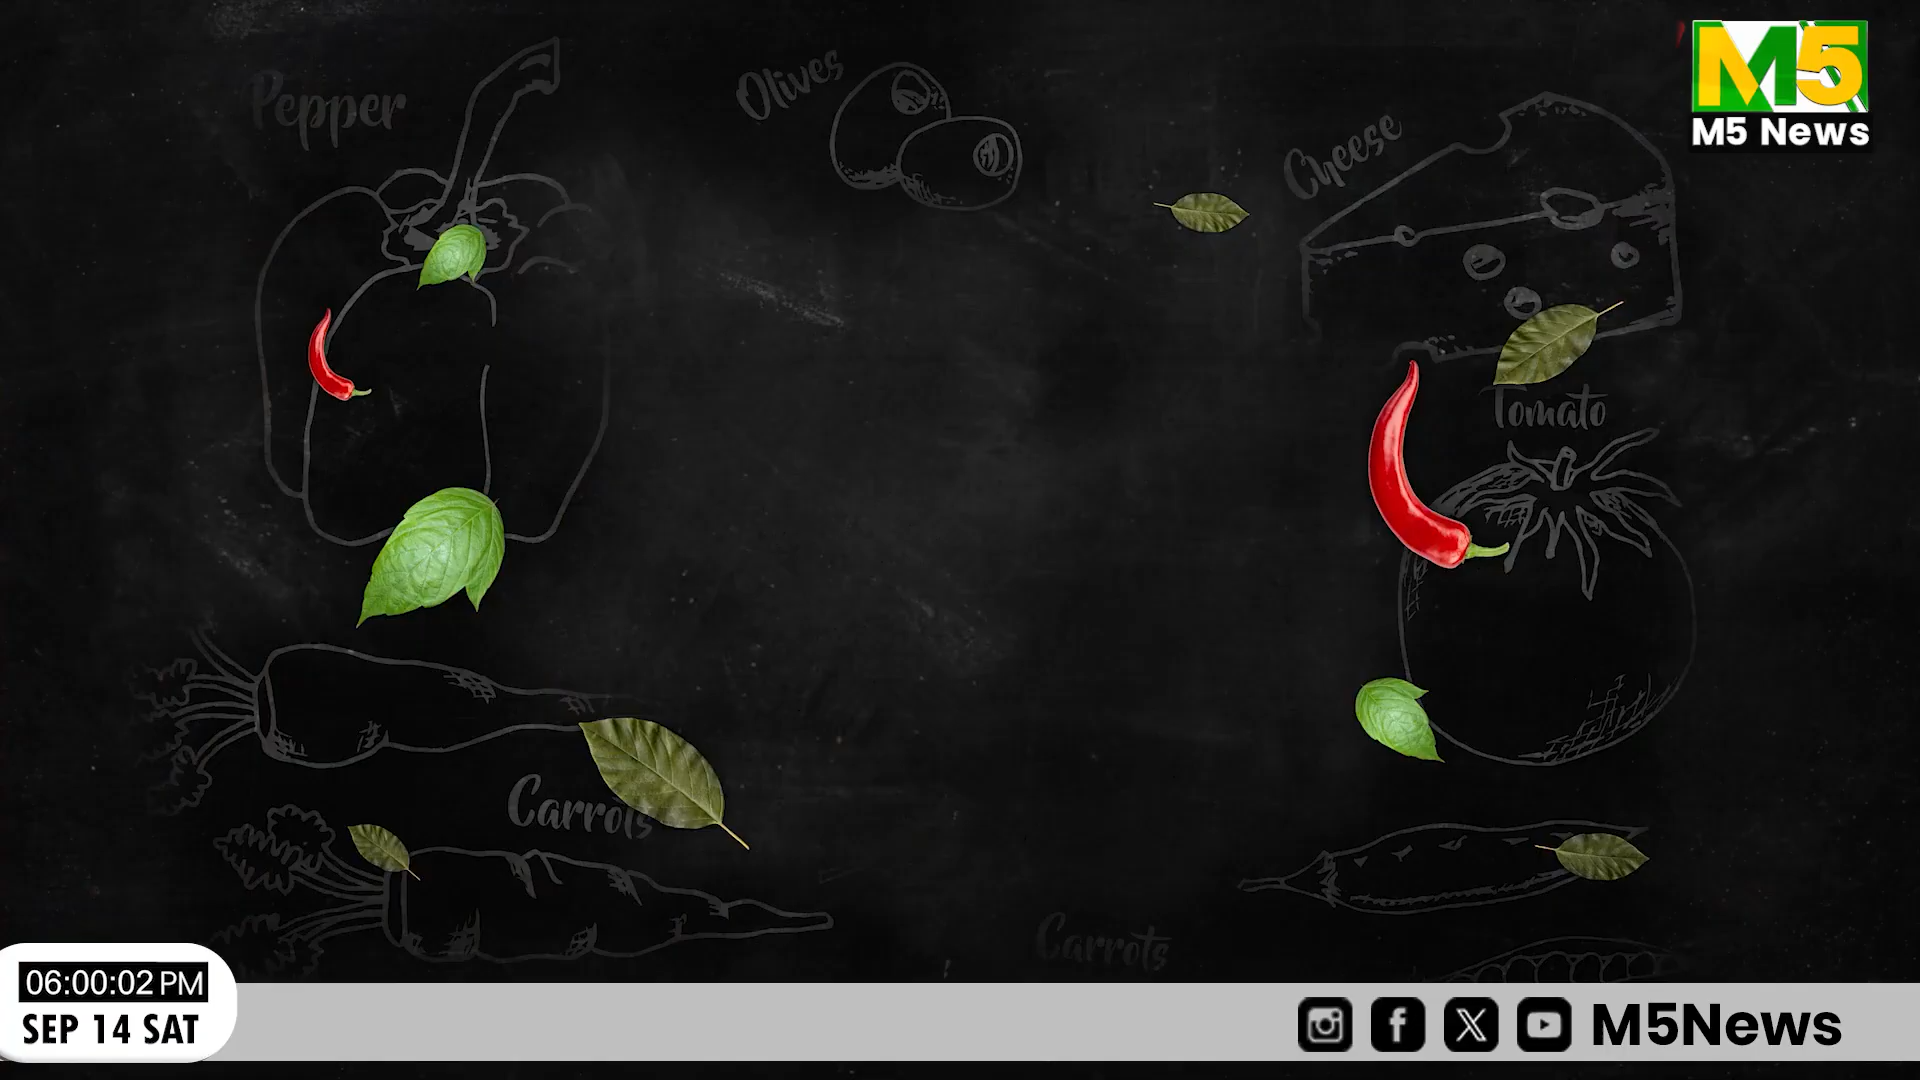 Pepper
Olives
Cheese
M5
M5 News
Tomato
Carrots
Carrots
06:00:02 PM
SEP 14 SAT
M5News